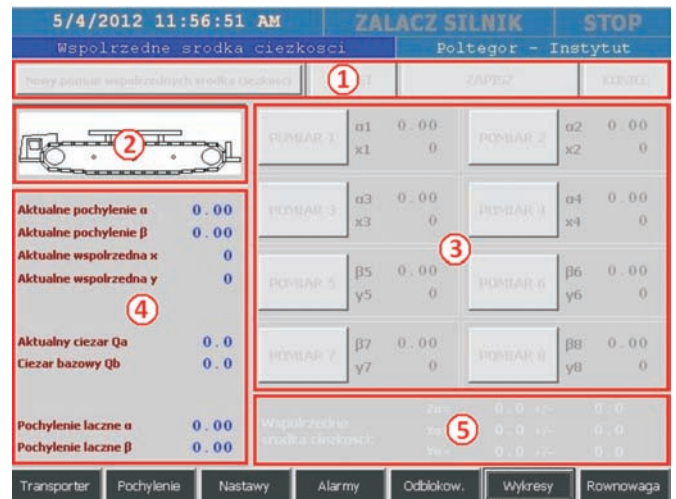 5/4/2012 11:56:51 AM ZALACZ SILNIK STOP
Wspolrzedne srodka ciezkosci Poltegor - Instytut
Nowy pomiar wspolrzednych srodka ciezkosci ① ZAPISZ KONIEC
②
POMIAR 1 α1 0.00 POMIAR 2 α2 0.00
x1 0 x2 0
POMIAR 3 α3 0.00 POMIAR 4 α4 0.00
x3 0 x4 0
③
POMIAR 5 β5 0.00 POMIAR 6 β6 0.00
y5 0 y6 0
POMIAR 7 β7 0.00 POMIAR 8 β8 0.00
y7 0 y8 0
Aktualne pochylenie α 0.00
Aktualne pochylenie β 0.00
Aktualne wspolrzedna x 0
Aktualne wspolrzedna y 0
④
Aktualny ciezar Qa 0.0
Ciezar bazowy Qb 0.0
Pochylenie laczne α 0.00
Pochylenie laczne β 0.00
Wspolrzedne 0.0 +/- 0.0
srodka ciezkosci: ⑤ 0.0 +/- 0.0
0.0 +/- 0.0
Transporter Pochylenie Nastawy Alarmy Odblokow. Wykresy Rownowaga